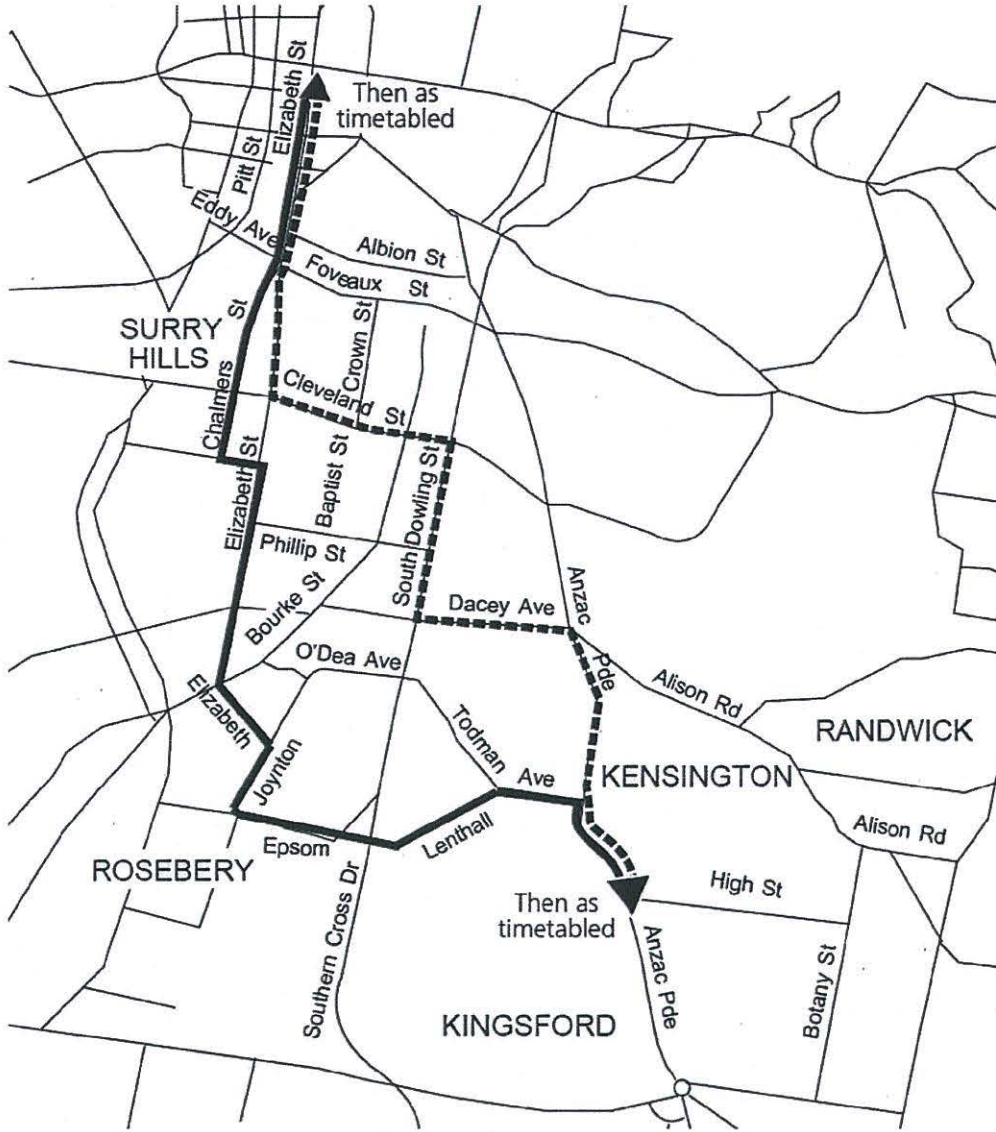 Elizabeth St
Then as
timetabled
Pitt St
Eddy Ave
Albion St
Foveaux St
SURRY
HILLS
Chalmers St
Crown St
Cleveland St
Elizabeth St
Baptist St
South Dowling St
Phillip St
Bourke St
Dacey Ave
Anzac Pde
O'Dea Ave
Alison Rd
Elizabeth
Todman Ave
RANDWICK
KENSINGTON
Joynton
Epsom
Lenthall
Alison Rd
ROSEBERY
High St
Then as
timetabled
Southern Cross Dr
Anzac Pde
Botany St
KINGSFORD